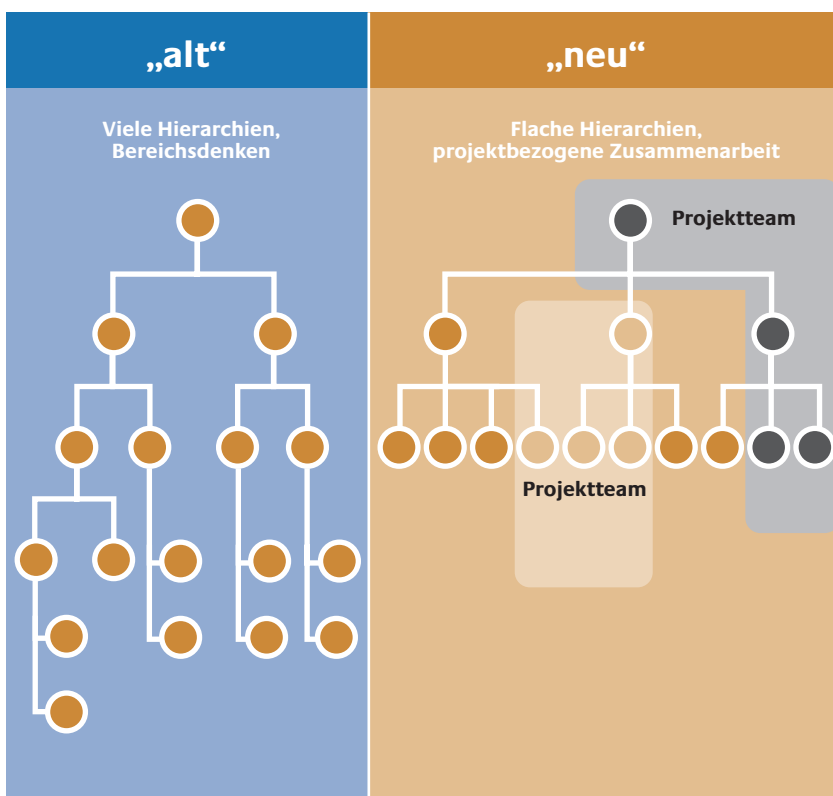 „alt“
„neu“
Viele Hierarchien,
Bereichsdenken
Flache Hierarchien,
projektbezogene Zusammenarbeit
Projektteam
Projektteam